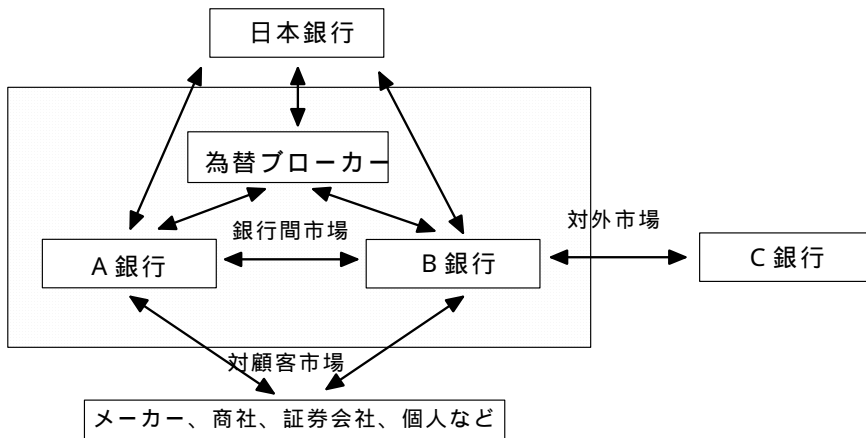 日本銀行
為替ブローカー
銀行間市場
対外市場
A銀行
B銀行
C銀行
対顧客市場
メーカー、商社、証券会社、個人など